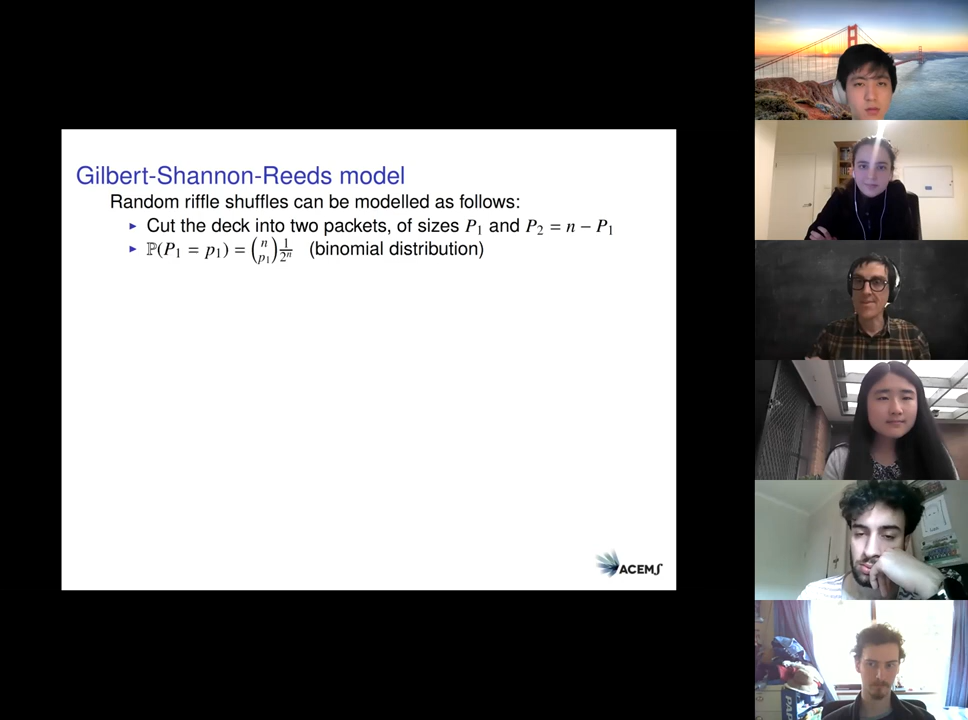 Gilbert-Shannon-Reeds model
Random riffle shuffles can be modelled as follows:
▸ Cut the deck into two packets, of sizes P₁ and P₂ = n − P₁
▸ ℙ(P₁ = p₁) = (n p₁) 1/2ⁿ (binomial distribution)
ACEMS